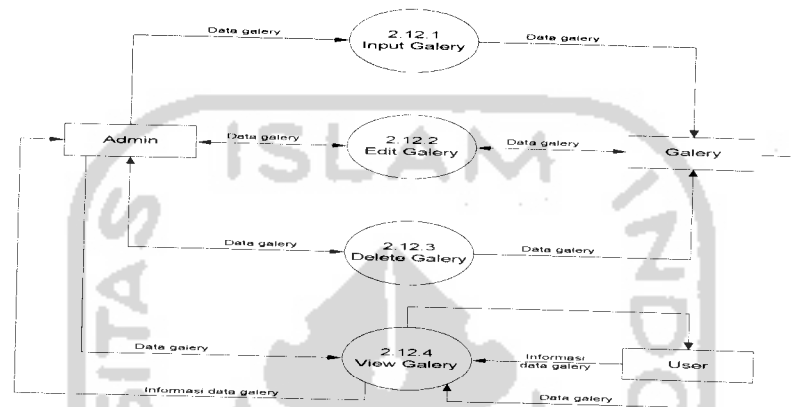 Data galery
2.12.1
Input Galery
Data galery
Admin
Data galery
2.12.2
Edit Galery
Data galery
Galery
ISLAM
Data galery
2.12.3
Delete Galery
Data galery
Data galery
2.12.4
View Galery
Informasi
data galery
User
Informasi data galery
Data galery
SITAS